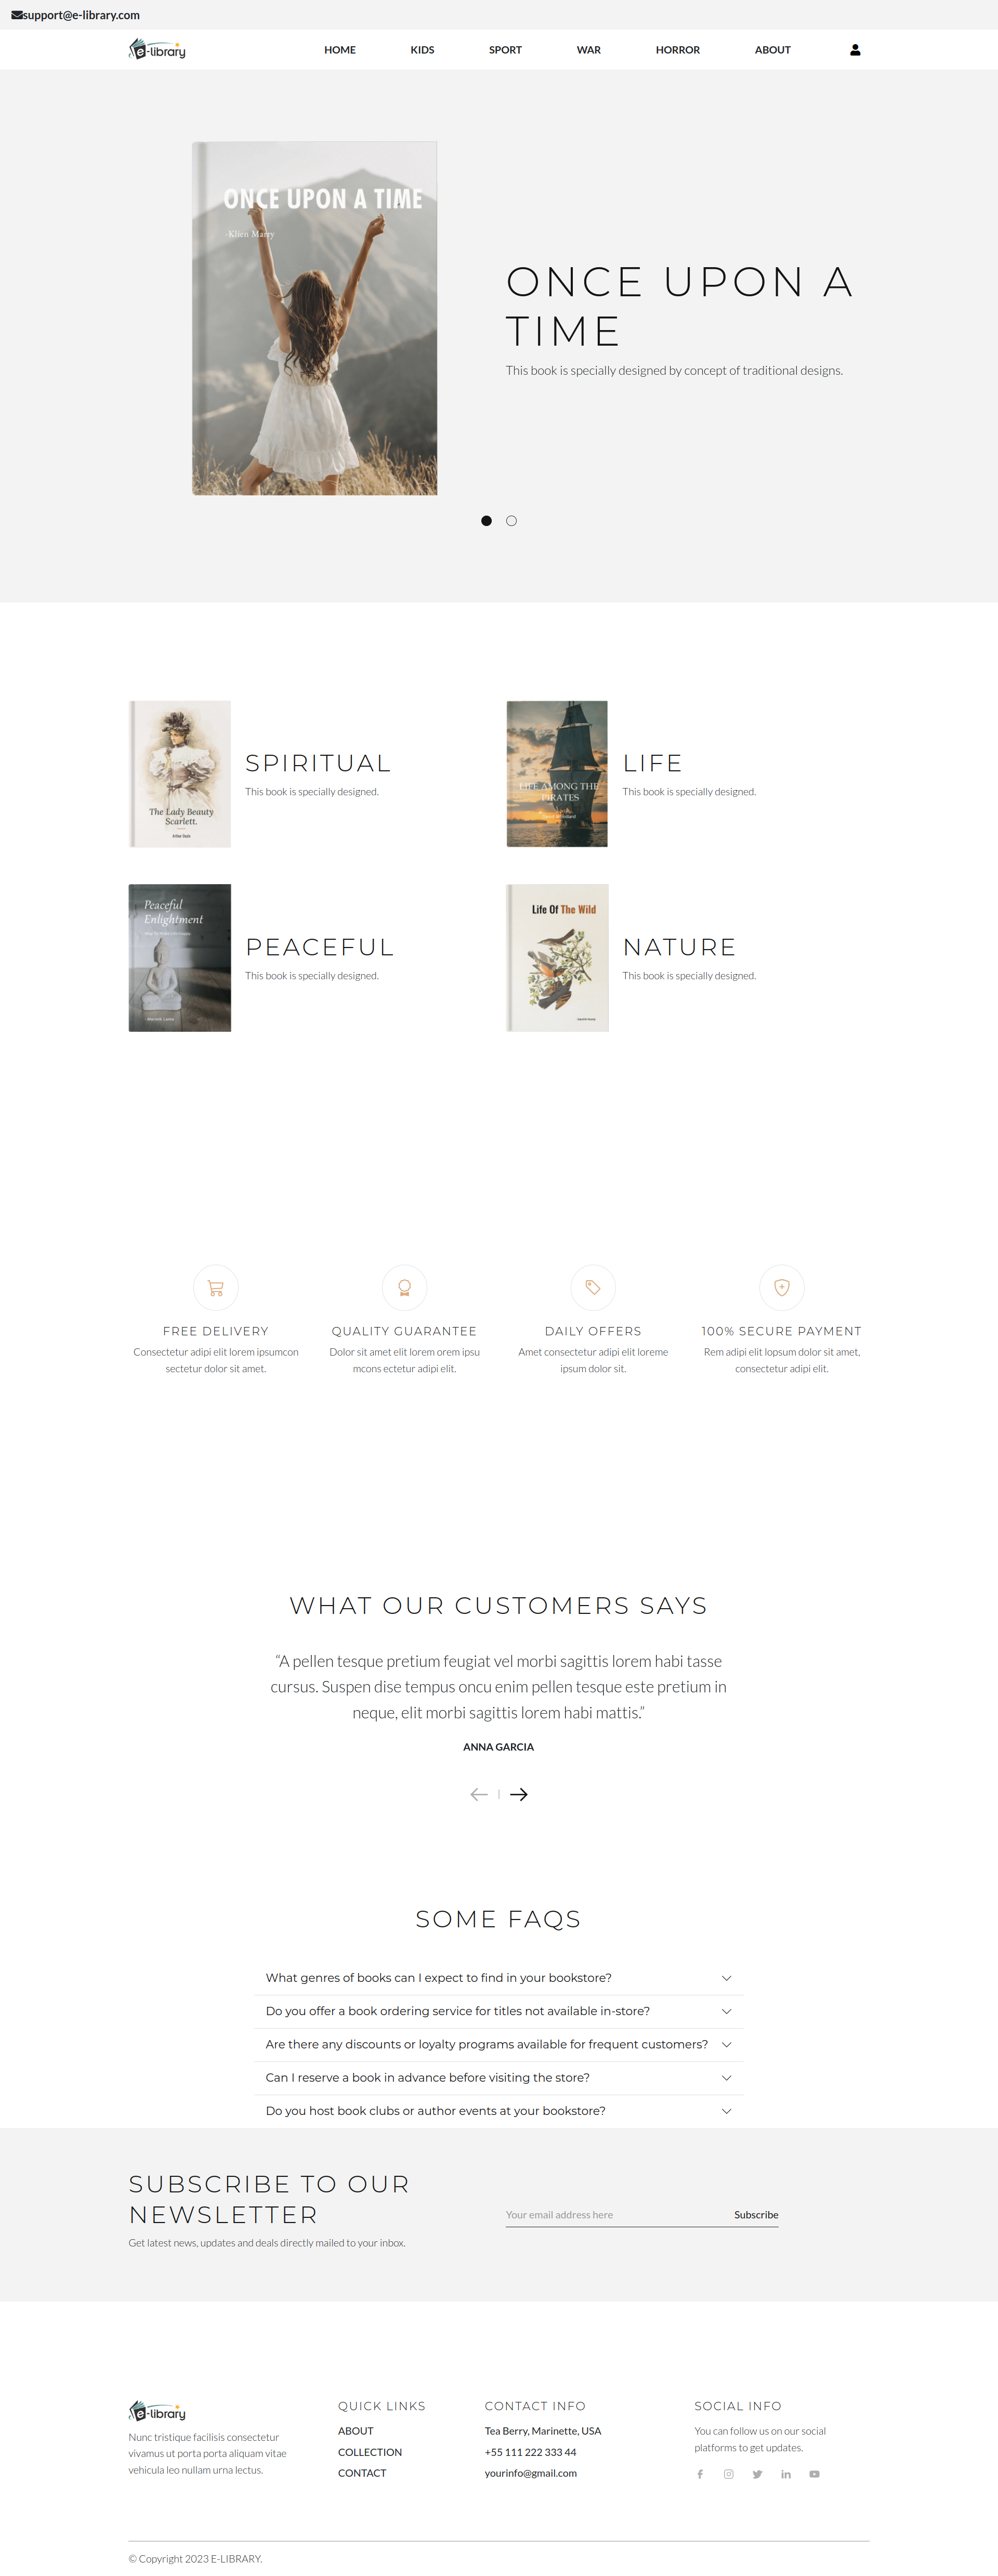 support@e-library.com
e-library
HOME KIDS SPORT WAR HORROR ABOUT
ONCE UPON A TIME
-Klien Marry
ONCE UPON A
TIME
This book is specially designed by concept of traditional designs.
The Lady Beauty
Scarlett.
SPIRITUAL
This book is specially designed.
LIFE AMONG THE
PIRATES
LIFE
This book is specially designed.
Peaceful
Enlightment
PEACEFUL
This book is specially designed.
Life Of The Wild
NATURE
This book is specially designed.
FREE DELIVERY
Consectetur adipi elit lorem ipsumcon
sectetur dolor sit amet.
QUALITY GUARANTEE
Dolor sit amet elit lorem orem ipsu
mcons ectetur adipi elit.
DAILY OFFERS
Amet consectetur adipi elit loreme
ipsum dolor sit.
100% SECURE PAYMENT
Rem adipi elit lopsum dolor sit amet,
consectetur adipi elit.
WHAT OUR CUSTOMERS SAYS
“A pellen tesque pretium feugiat vel morbi sagittis lorem habi tasse
cursus. Suspen dise tempus oncu enim pellen tesque este pretium in
neque, elit morbi sagittis lorem habi mattis.”
ANNA GARCIA
SOME FAQS
What genres of books can I expect to find in your bookstore?
Do you offer a book ordering service for titles not available in-store?
Are there any discounts or loyalty programs available for frequent customers?
Can I reserve a book in advance before visiting the store?
Do you host book clubs or author events at your bookstore?
SUBSCRIBE TO OUR
NEWSLETTER
Get latest news, updates and deals directly mailed to your inbox.
Your email address here Subscribe
e-library
Nunc tristique facilisis consectetur
vivamus ut porta porta aliquam vitae
vehicula leo nullam urna lectus.
QUICK LINKS
ABOUT
COLLECTION
CONTACT
CONTACT INFO
Tea Berry, Marinette, USA
+55 111 222 333 44
yourinfo@gmail.com
SOCIAL INFO
You can follow us on our social
platforms to get updates.
© Copyright 2023 E-LIBRARY.